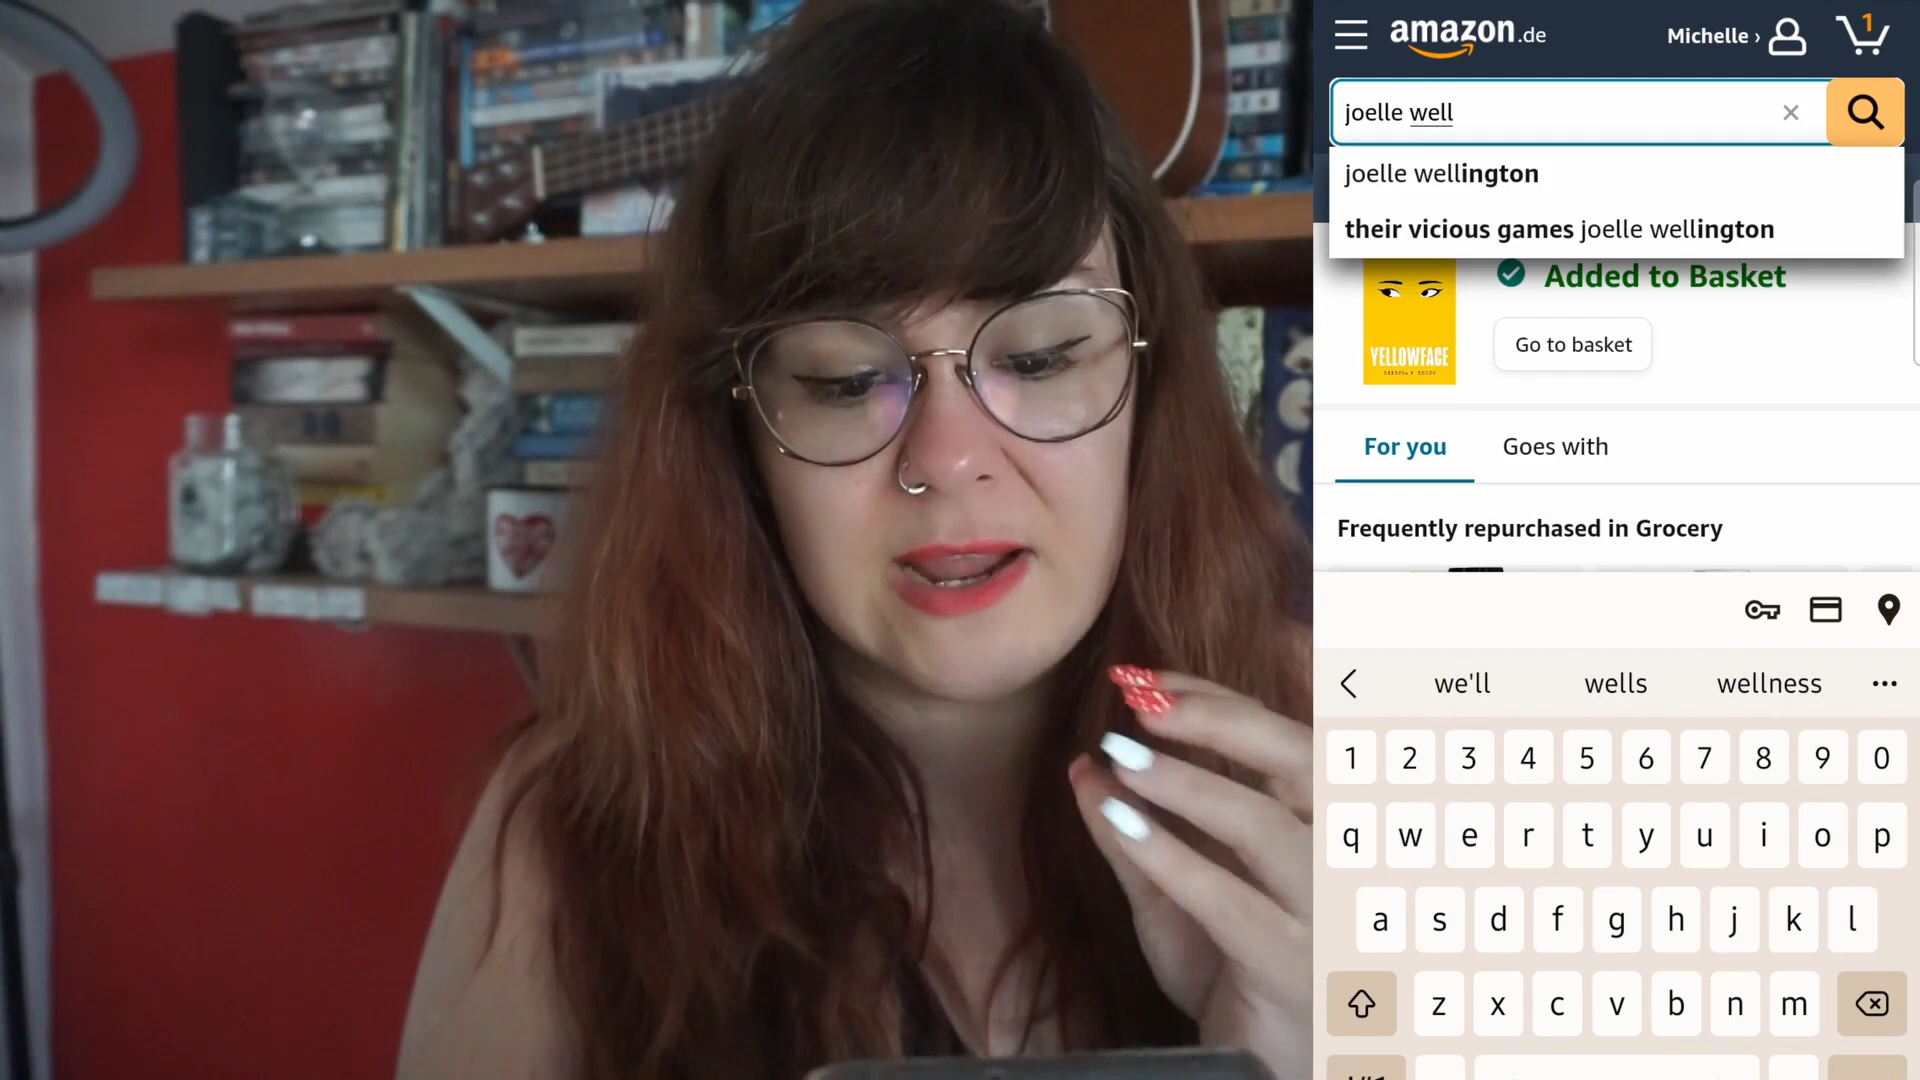 amazon.de
Michelle ›
1
joelle well
joelle wellington
their vicious games joelle wellington
Added to Basket
YELLOWFACE
Go to basket
For you
Goes with
Frequently repurchased in Grocery
we'll
wells
wellness
1 2 3 4 5 6 7 8 9 0
q w e r t y u i o p
a s d f g h j k l
z x c v b n m